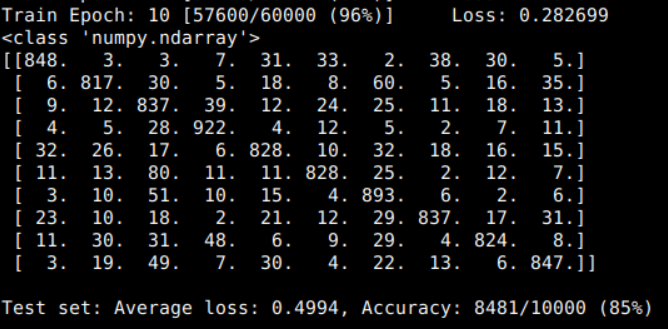 Train Epoch: 10 [57600/60000 (96%)]     Loss: 0.282699
<class 'numpy.ndarray'>
[[848.   3.   3.   7.  31.  33.   2.  38.  30.   5.]
 [  6. 817.  30.   5.  18.   8.  60.   5.  16.  35.]
 [  9.  12. 837.  39.  12.  24.  25.  11.  18.  13.]
 [  4.   5.  28. 922.   4.  12.   5.   2.   7.  11.]
 [ 32.  26.  17.   6. 828.  10.  32.  18.  16.  15.]
 [ 11.  13.  80.  11.  11. 828.  25.   2.  12.   7.]
 [  3.  10.  51.  10.  15.   4. 893.   6.   2.   6.]
 [ 23.  10.  18.   2.  21.  12.  29. 837.  17.  31.]
 [ 11.  30.  31.  48.   6.   9.  29.   4. 824.   8.]
 [  3.  19.  49.   7.  30.   4.  22.  13.   6. 847.]]
Test set: Average loss: 0.4994, Accuracy: 8481/10000 (85%)